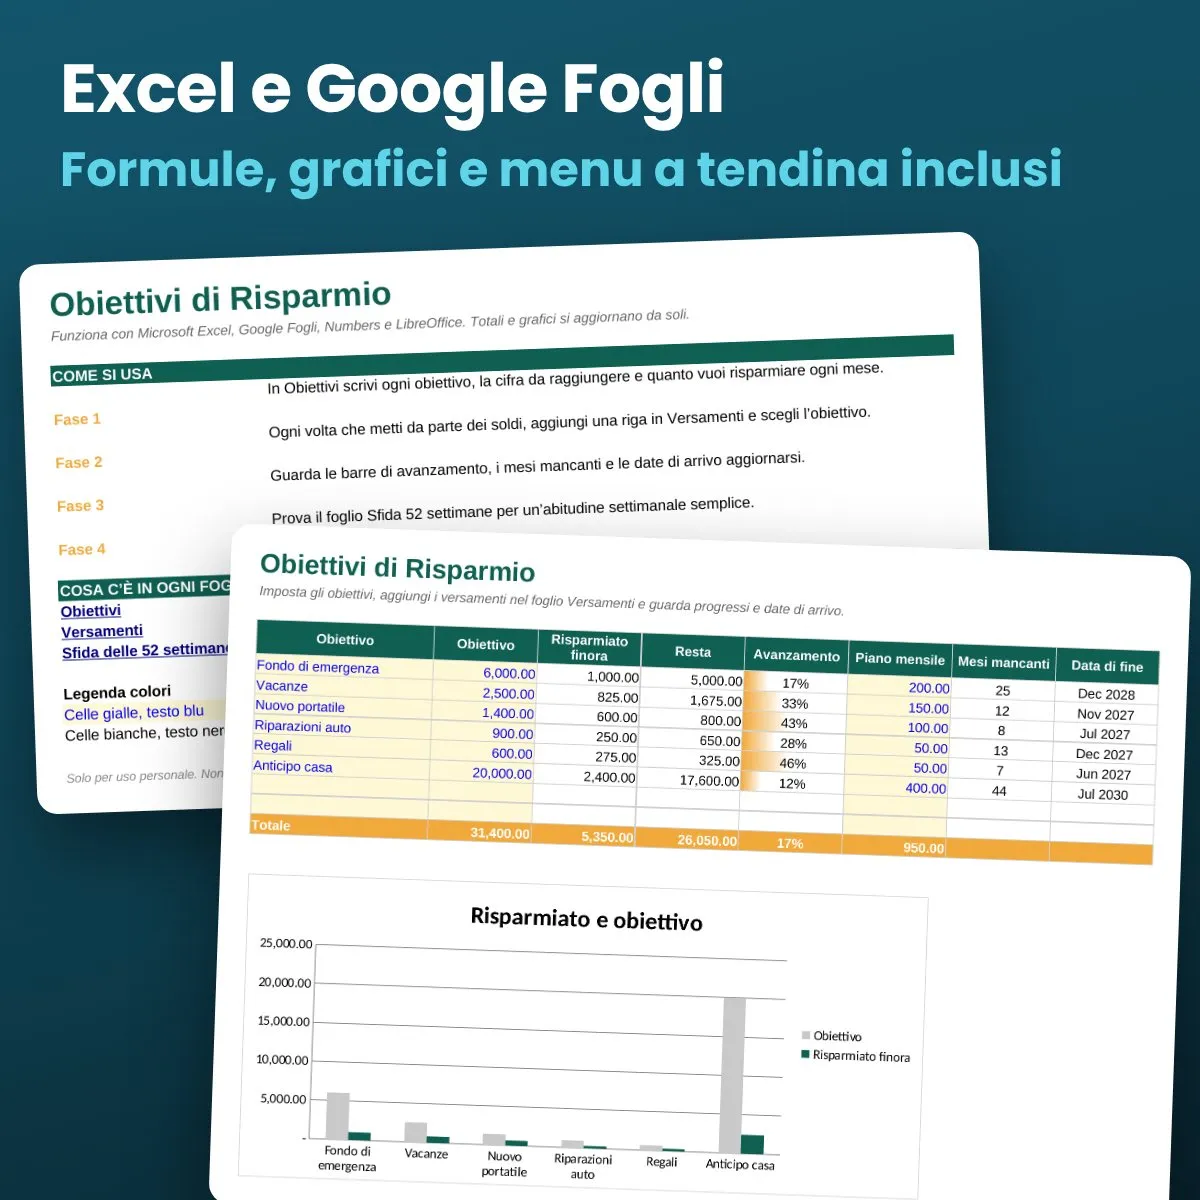 Excel e Google Fogli
Formule, grafici e menu a tendina inclusi
Obiettivi di Risparmio
Funziona con Microsoft Excel, Google Fogli, Numbers e LibreOffice. Totali e grafici si aggiornano da soli.
COME SI USA
In Obiettivi scrivi ogni obiettivo, la cifra da raggiungere e quanto vuoi risparmiare ogni mese.
Fase 1
Ogni volta che metti da parte dei soldi, aggiungi una riga in Versamenti e scegli l’obiettivo.
Fase 2
Guarda le barre di avanzamento, i mesi mancanti e le date di arrivo aggiornarsi.
Fase 3
Prova il foglio Sfida 52 settimane per un’abitudine settimanale semplice.
Fase 4
COSA C’È IN OGNI FOG
Obiettivi
Versamenti
Sfida delle 52 settimane
Legenda colori
Celle gialle, testo blu
Celle bianche, testo ner
Solo per uso personale. Non
Obiettivi di Risparmio
Imposta gli obiettivi, aggiungi i versamenti nel foglio Versamenti e guarda progressi e date di arrivo.
Obiettivo Obiettivo Risparmiato finora Resta Avanzamento Piano mensile Mesi mancanti Data di fine
Fondo di emergenza 6,000.00 1,000.00 5,000.00 17% 200.00 25 Dec 2028
Vacanze 2,500.00 825.00 1,675.00 33% 150.00 12 Nov 2027
Nuovo portatile 1,400.00 600.00 800.00 43% 100.00 8 Jul 2027
Riparazioni auto 900.00 250.00 650.00 28% 50.00 13 Dec 2027
Regali 600.00 275.00 325.00 46% 50.00 7 Jun 2027
Anticipo casa 20,000.00 2,400.00 17,600.00 12% 400.00 44 Jul 2030
Totale 31,400.00 5,350.00 26,050.00 17% 950.00
Risparmiato e obiettivo
25,000.00
20,000.00
15,000.00
10,000.00
5,000.00
-
Obiettivo
Risparmiato finora
Fondo di emergenza Vacanze Nuovo portatile Riparazioni auto Regali Anticipo casa